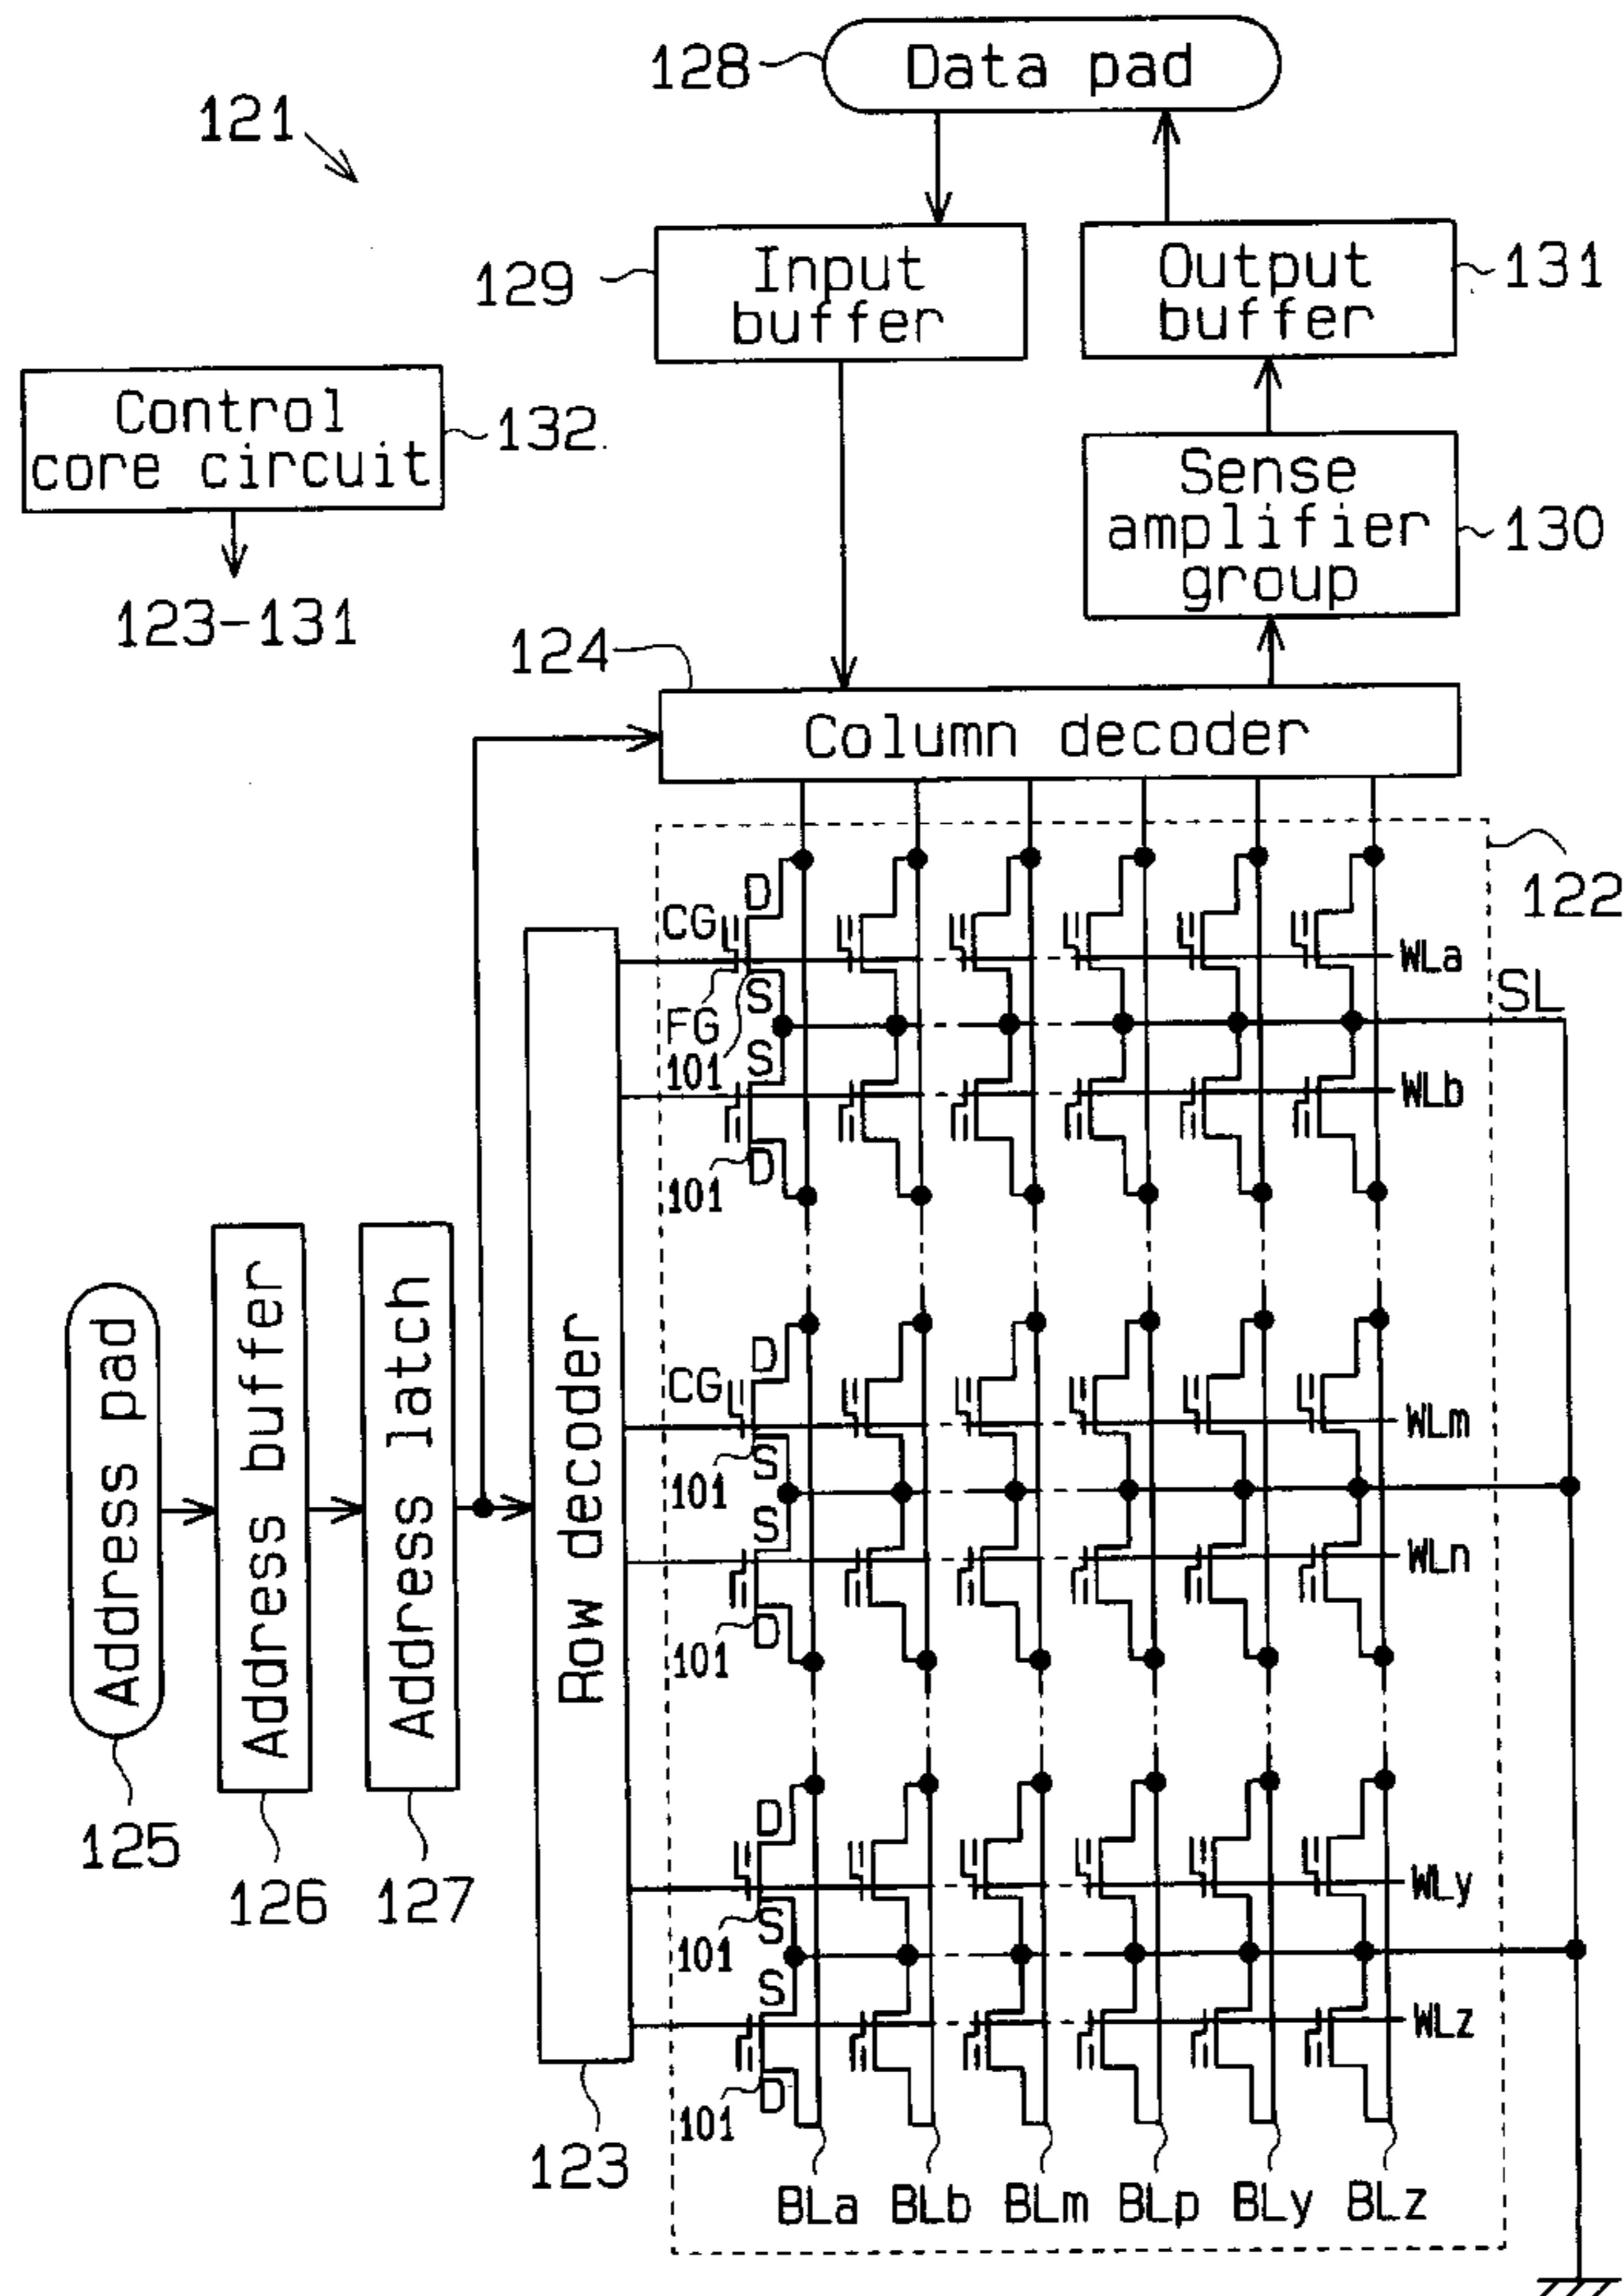 128
Data pad
121
129
Input
buffer
Output
buffer
131
Control
core circuit
132
Sense
amplifier
group
130
123-131
124
Column decoder
122
CG
D
WLa
FG
S
SL
101
S
WLb
101
D
CG
D
WLm
101
S
S
WLn
101
D
D
WLy
101
S
S
WLz
101
D
Address pad
Address buffer
Address latch
Row decoder
125
126
127
123
BLa
BLb
BLm
BLp
BLy
BLz